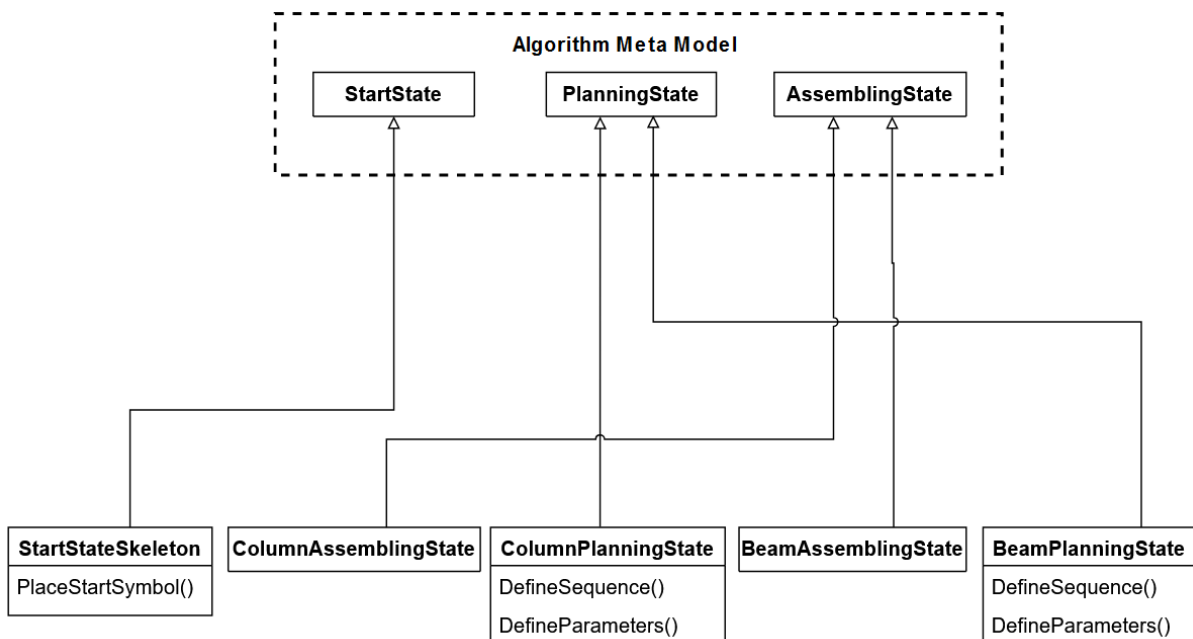 Algorithm Meta Model
StartState
PlanningState
AssemblingState
StartStateSkeleton
PlaceStartSymbol()
ColumnAssemblingState
ColumnPlanningState
DefineSequence()
DefineParameters()
BeamAssemblingState
BeamPlanningState
DefineSequence()
DefineParameters()